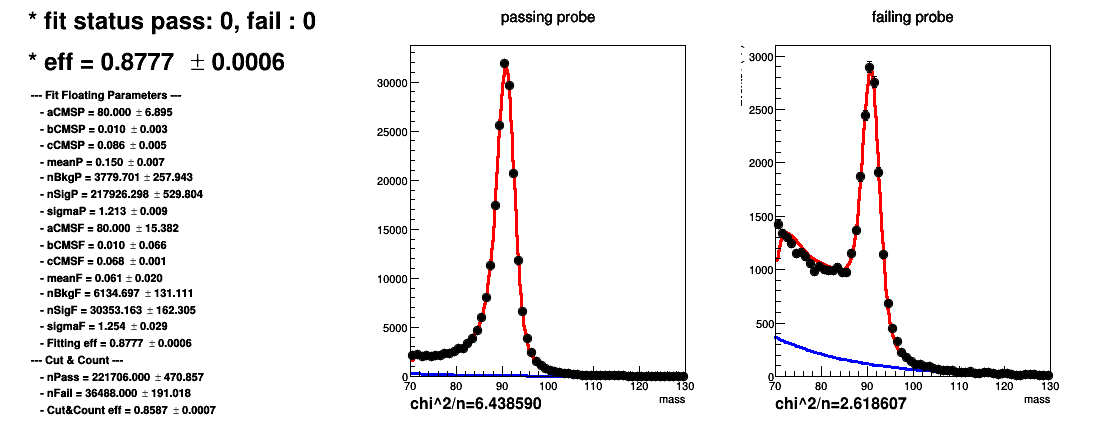 * fit status pass: 0, fail : 0
* eff = 0.8777 ± 0.0006
--- Fit Floating Parameters ---
- aCMSP = 80.000 ± 6.895
- bCMSP = 0.010 ± 0.003
- cCMSP = 0.086 ± 0.005
- meanP = 0.150 ± 0.007
- nBkgP = 3779.701 ± 257.943
- nSigP = 217926.298 ± 529.804
- sigmaP = 1.213 ± 0.009
- aCMSF = 80.000 ± 15.382
- bCMSF = 0.010 ± 0.066
- cCMSF = 0.068 ± 0.001
- meanF = 0.061 ± 0.020
- nBkgF = 6134.697 ± 131.111
- nSigF = 30353.163 ± 162.305
- sigmaF = 1.254 ± 0.029
- Fitting eff = 0.8777 ± 0.0006
--- Cut & Count ---
- nPass = 221706.000 ± 470.857
- nFail = 36488.000 ± 191.018
- Cut&Count eff = 0.8587 ± 0.0007
passing probe
30000
25000
20000
15000
10000
5000
0
70 80 90 100 110 120 130
mass
chi^2/n=6.438590
failing probe
3000
2500
2000
1500
1000
500
0
70 80 90 100 110 120 130
mass
chi^2/n=2.618607